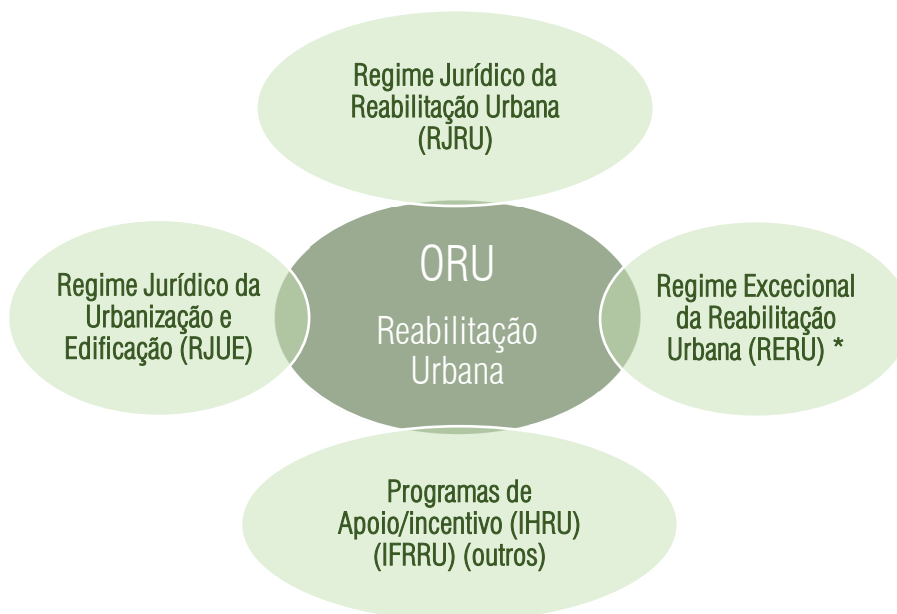 Regime Jurídico da
Reabilitação Urbana
(RJRU)
ORU
Reabilitação
Urbana
Regime Jurídico da
Urbanização e
Edificação (RJUE)
Regime Excecional
da Reabilitação
Urbana (RERU) *
Programas de
Apoio/incentivo (IHRU)
(IFRRU) (outros)